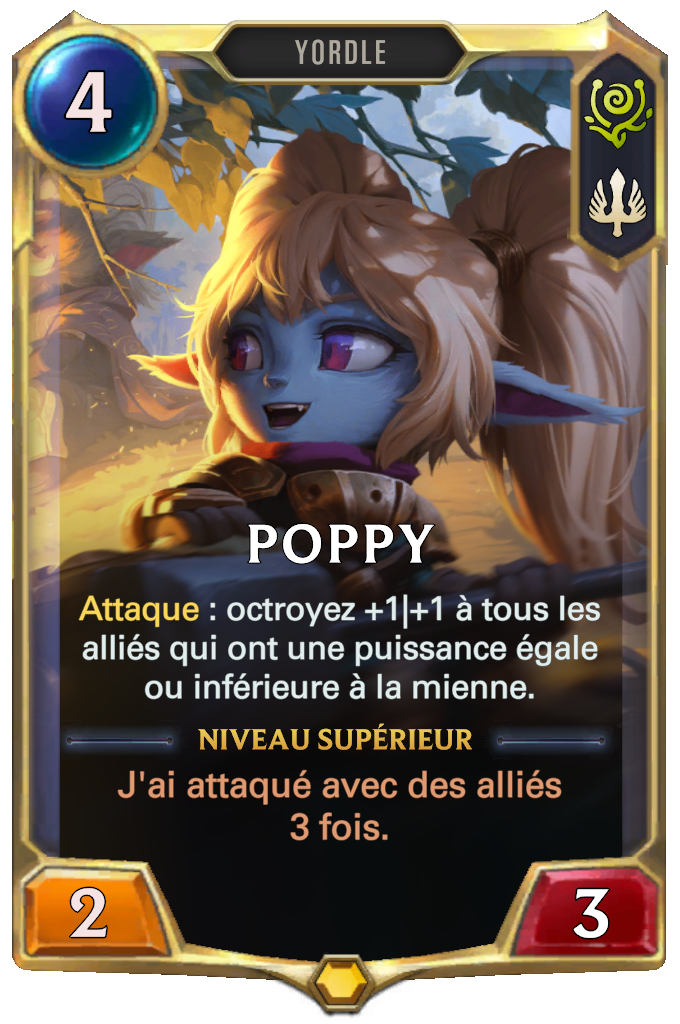 YORDLE
4
POPPY
Attaque : octroyez +1|+1 à tous les
alliés qui ont une puissance égale
ou inférieure à la mienne.
NIVEAU SUPÉRIEUR
J'ai attaqué avec des alliés
3 fois.
2
3